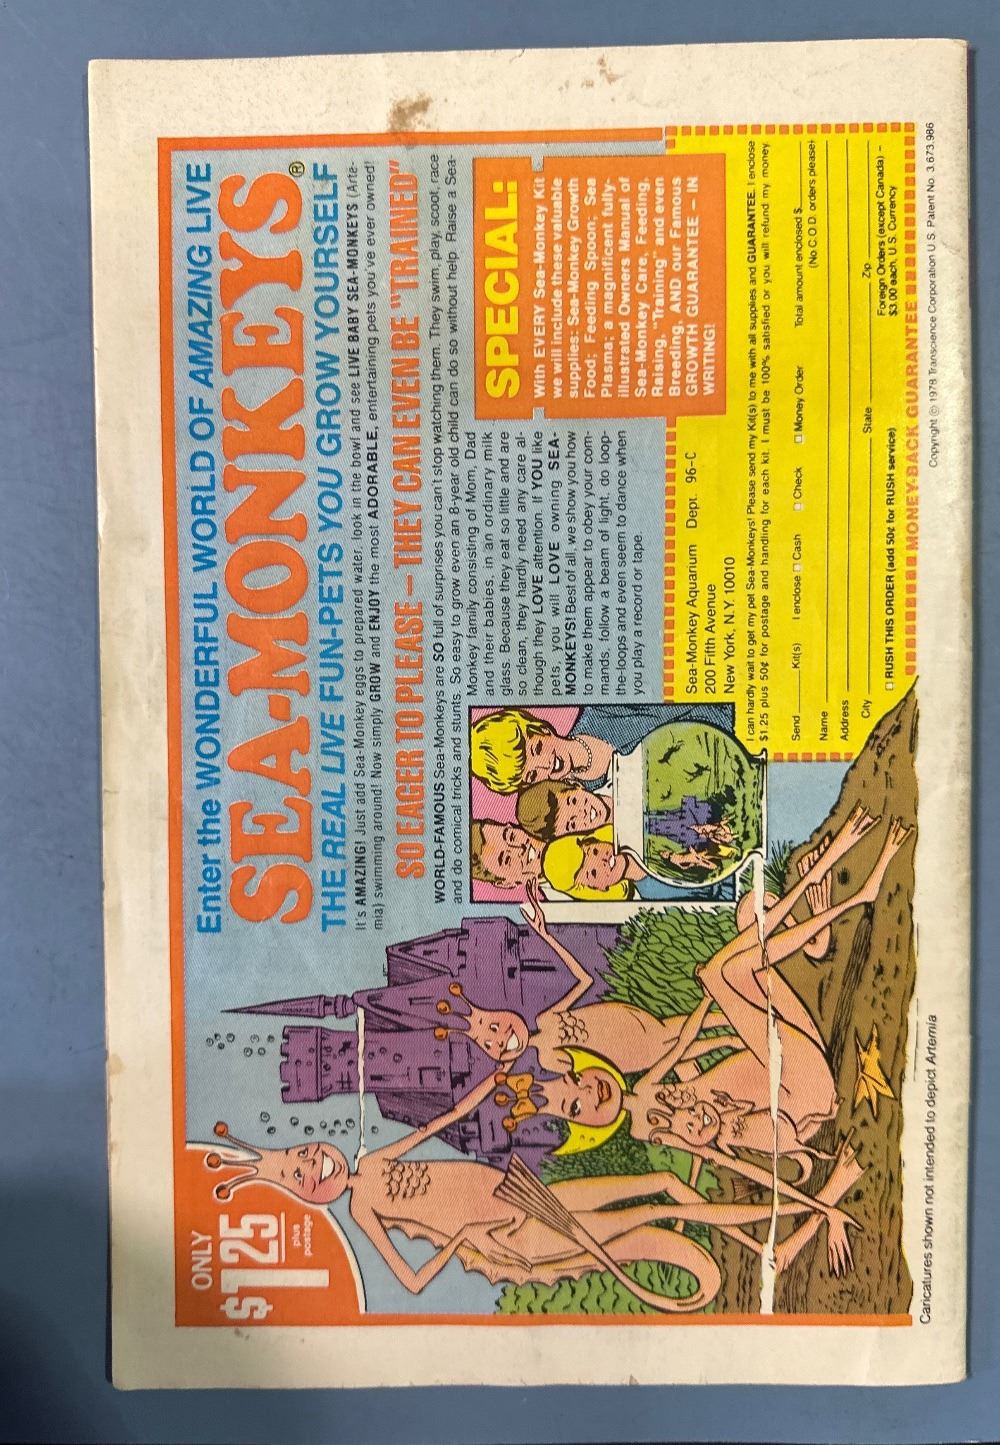 ONLY
$1.25
plus
postage
Enter the WONDERFUL WORLD OF AMAZING LIVE
SEA-MONKEYS®
THE REAL LIVE FUN-PETS YOU GROW YOURSELF
It's AMAZING! Just add Sea-Monkey eggs to prepared water, look in the bowl and see LIVE BABY SEA-MONKEYS (Arte-
mia) swimming around! Now simply GROW and ENJOY the most ADORABLE, entertaining pets you've ever owned!
SO EAGER TO PLEASE – THEY CAN EVEN BE "TRAINED"
WORLD-FAMOUS Sea-Monkeys are SO full of surprises you can't stop watching them. They swim, play, scoot, race
and do comical tricks and stunts. So easy to grow even an 8-year old child can do so without help. Raise a Sea-
Monkey family consisting of Mom, Dad
and their babies, in an ordinary milk
glass. Because they eat so little and are
so clean, they hardly need any care al-
though they LOVE attention. If YOU like
pets, you will LOVE owning SEA-
MONKEYS! Best of all, we show you how
to make them appear to obey your com-
mands, follow a beam of light, do loop-
the-loops and even seem to dance when
you play a record or tape.
SPECIAL:
With EVERY Sea-Monkey Kit
we will include these valuable
supplies: Sea-Monkey Growth
Food; Feeding Spoon; Sea
Plasma; a magnificent fully-
illustrated Owners Manual of
Sea-Monkey Care, Feeding,
Raising, "Training" and even
Breeding, AND our Famous
GROWTH GUARANTEE – IN
WRITING!
Sea-Monkey Aquarium Dept. 96-C
200 Fifth Avenue
New York, N.Y. 10010
I can hardly wait to get my pet Sea-Monkeys! Please send my Kit(s) to me with all supplies and GUARANTEE. I enclose
$1.25 plus 50¢ for postage and handling for each kit. I must be 100% satisfied or you will refund my money.
Send Kit(s) I enclose Cash Check Money Order Total amount enclosed $
(No C.O.D. orders please)
Name
Address
City State Zip
RUSH THIS ORDER (add 50¢ for RUSH service) Foreign Orders (except Canada) –
$3.00 each, U.S. Currency
MONEY-BACK GUARANTEE
Caricatures shown not intended to depict Artemia
Copyright © 1978 Transcience Corporation U.S. Patent No. 3,673,986